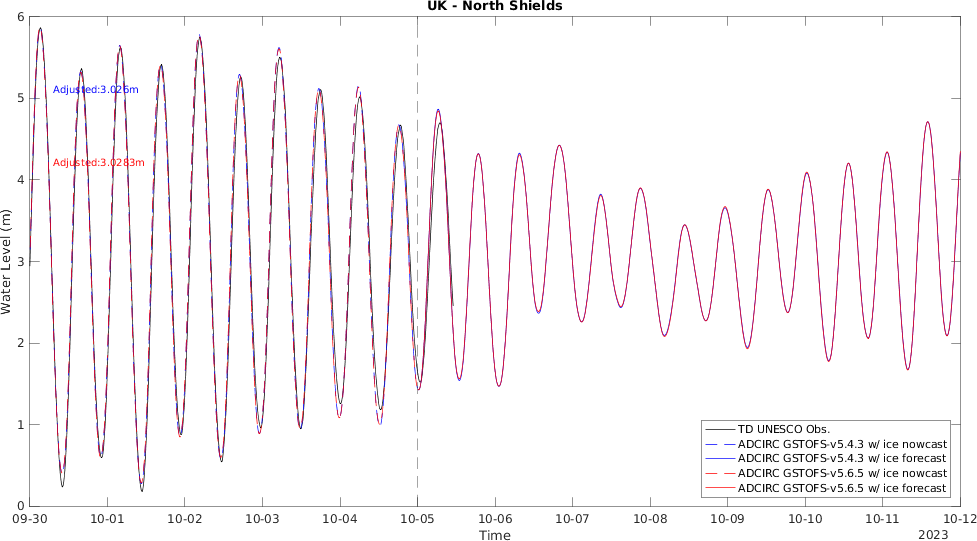 UK - North Shields
6
5
4
3
2
1
0
Water Level (m)
Adjusted:3.026m
Adjusted:3.0283m
TD UNESCO Obs.
ADCIRC GSTOFS-v5.4.3 w/ ice nowcast
ADCIRC GSTOFS-v5.4.3 w/ ice forecast
ADCIRC GSTOFS-v5.6.5 w/ ice nowcast
ADCIRC GSTOFS-v5.6.5 w/ ice forecast
09-30 10-01 10-02 10-03 10-04 10-05 10-06 10-07 10-08 10-09 10-10 10-11 10-12
Time
2023